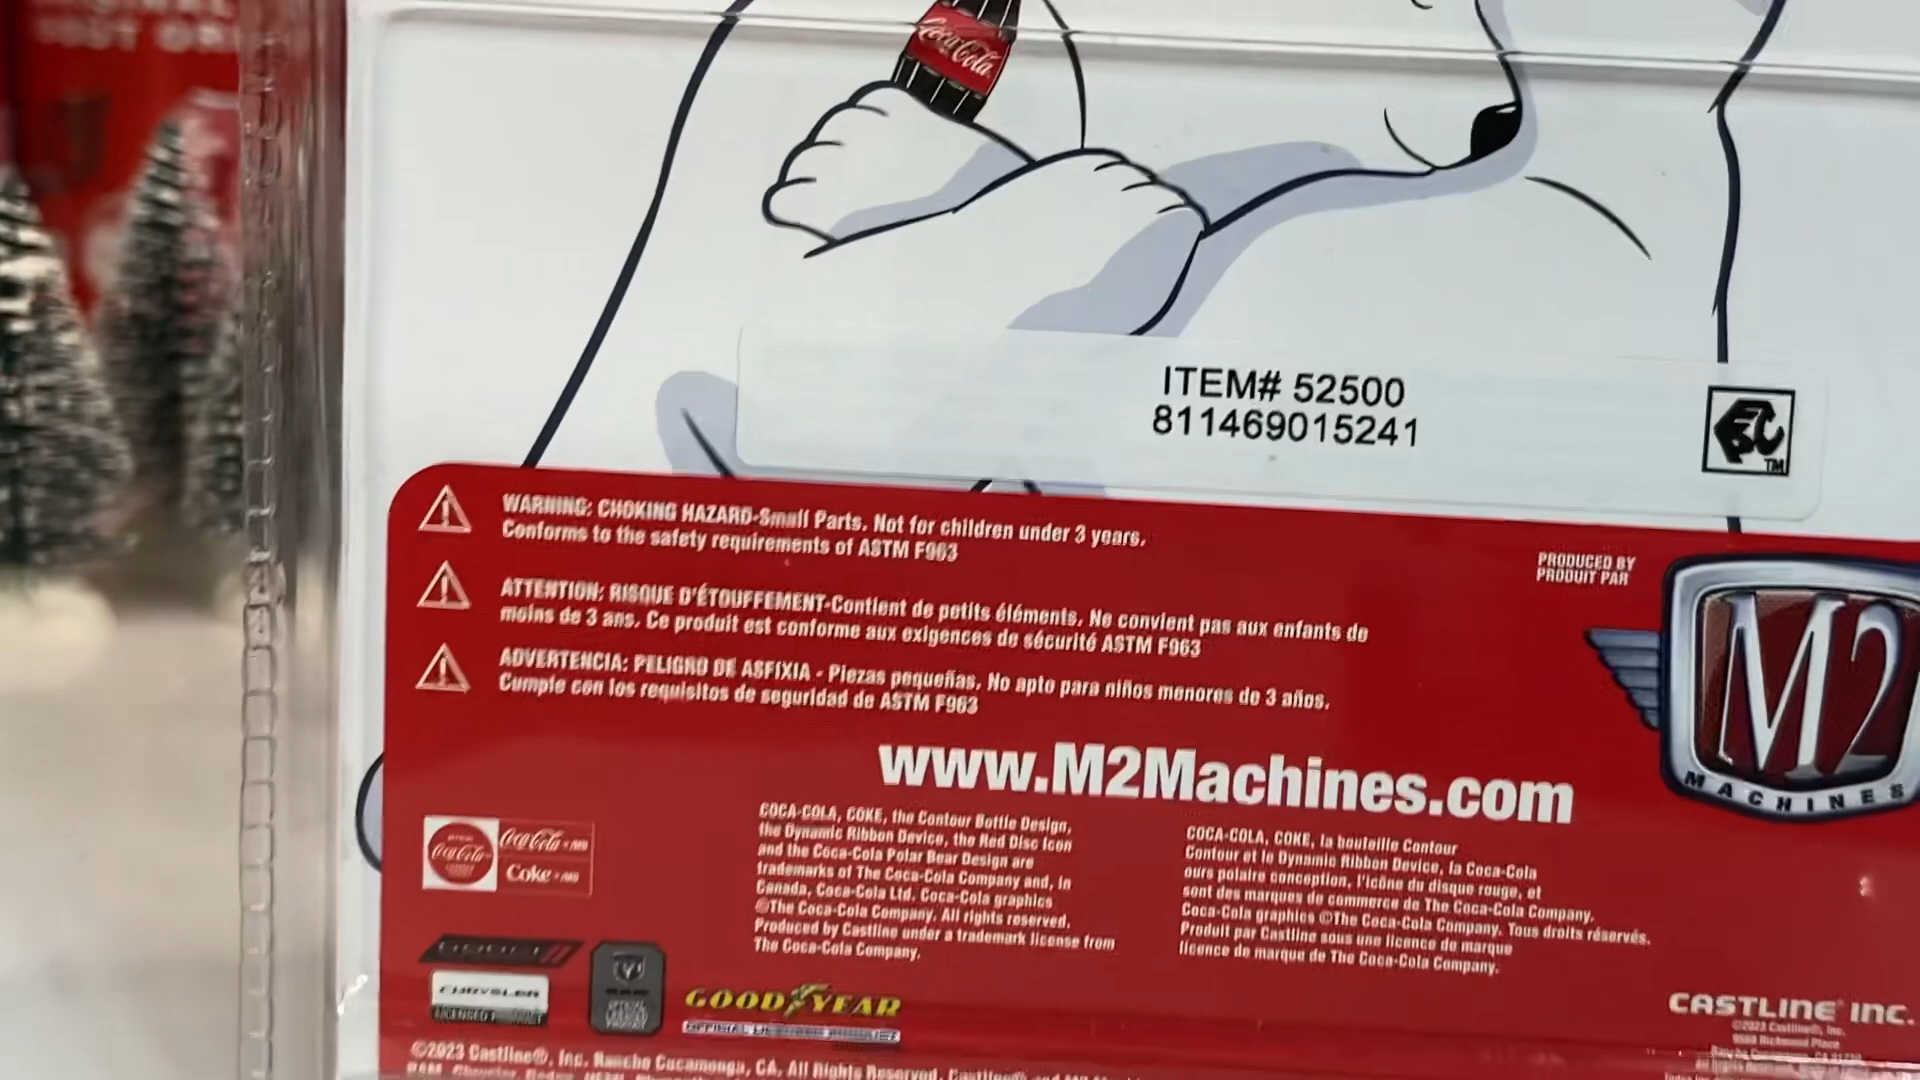 Coca-Cola
ITEM# 52500
811469015241
WARNING: CHOKING HAZARD-Small Parts. Not for children under 3 years.
Conforms to the safety requirements of ASTM F963
ATTENTION: RISQUE D'ÉTOUFFEMENT-Contient de petits éléments. Ne convient pas aux enfants de
moins de 3 ans. Ce produit est conforme aux exigences de sécurité ASTM F963
ADVERTENCIA: PELIGRO DE ASFIXIA - Piezas pequeñas, No apto para niños menores de 3 años.
Cumple con los requisitos de seguridad de ASTM F963
PRODUCED BY
PRODUIT PAR
M2
MACHINES
www.M2Machines.com
Coca-Cola
Coca-Cola
Coke
COCA-COLA, COKE, the Contour Bottle Design,
the Dynamic Ribbon Device, the Red Disc Icon
and the Coca-Cola Polar Bear Design are
trademarks of The Coca-Cola Company and, in
Canada, Coca-Cola Ltd. Coca-Cola graphics
©The Coca-Cola Company. All rights reserved.
Produced by Castline under a trademark license from
The Coca-Cola Company.
COCA-COLA, COKE, la bouteille Contour
Contour et le Dynamic Ribbon Device, la Coca-Cola
ours polaire conception, l'icône du disque rouge, et
sont des marques de commerce de The Coca-Cola Company.
Coca-Cola graphics ©The Coca-Cola Company. Tous droits réservés.
Produit par Castline sous une licence de marque
licence de marque de The Coca-Cola Company.
DODGE
CHRYSLER
LICENSED
GOODYEAR
CASTLINE® INC.
©2023 Castline®, Inc.
©2023 Castline®, Inc. Rancho Cucamonga, CA, All Rights Reserved.